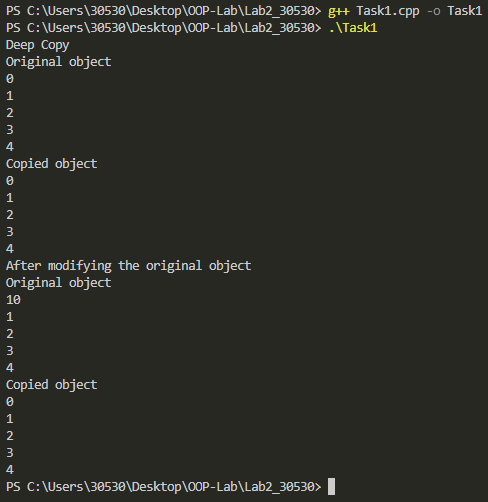 PS C:\Users\30530\Desktop\OOP-Lab\Lab2_30530> g++ Task1.cpp -o Task1
PS C:\Users\30530\Desktop\OOP-Lab\Lab2_30530> .\Task1
Deep Copy
Original object
0
1
2
3
4
Copied object
0
1
2
3
4
After modifying the original object
Original object
10
1
2
3
4
Copied object
0
1
2
3
4
PS C:\Users\30530\Desktop\OOP-Lab\Lab2_30530>